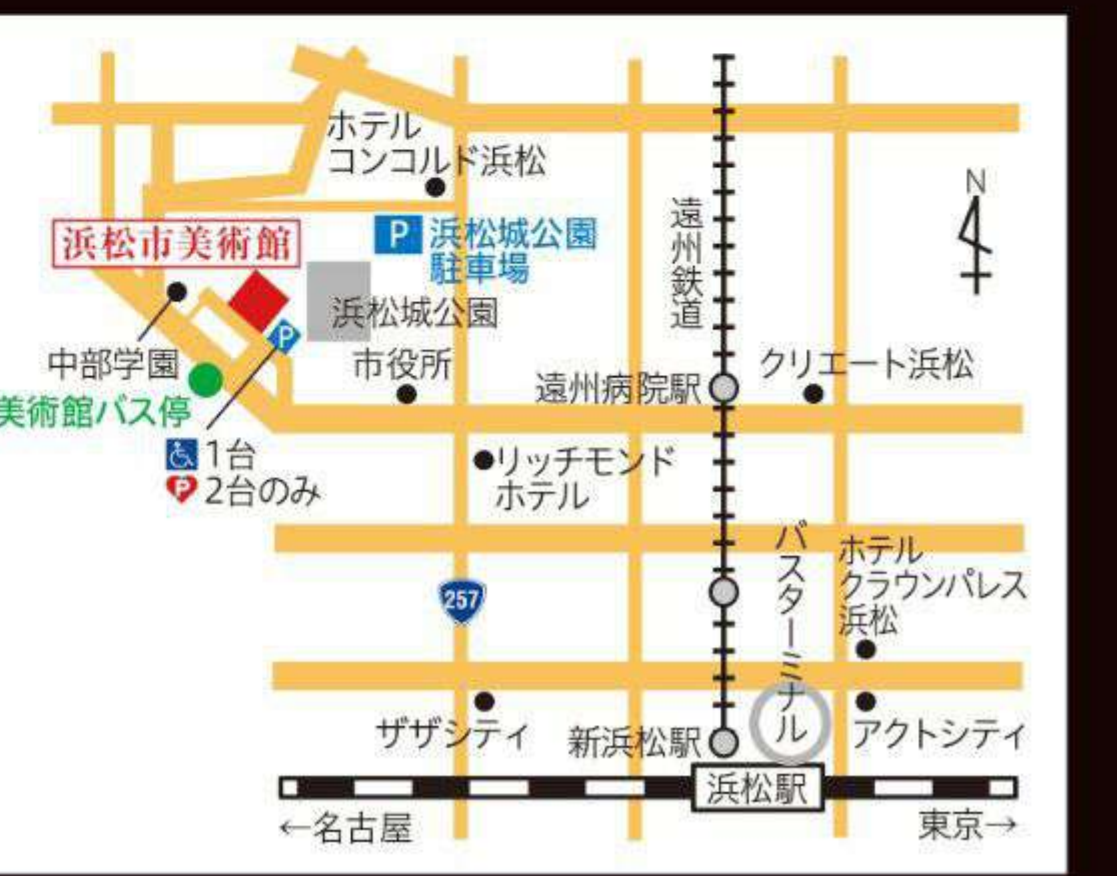 ホテル
コンコルド浜松
N
浜松市美術館
P 浜松城公園
駐車場
遠州鉄道
浜松城公園
P
中部学園
市役所
クリエート浜松
遠州病院駅
美術館バス停
1台
P 2台のみ
リッチモンド
ホテル
バスターミナル
ホテル
クラウンパレス
浜松
257
ザザシティ
新浜松駅
アクトシティ
浜松駅
←名古屋
東京→